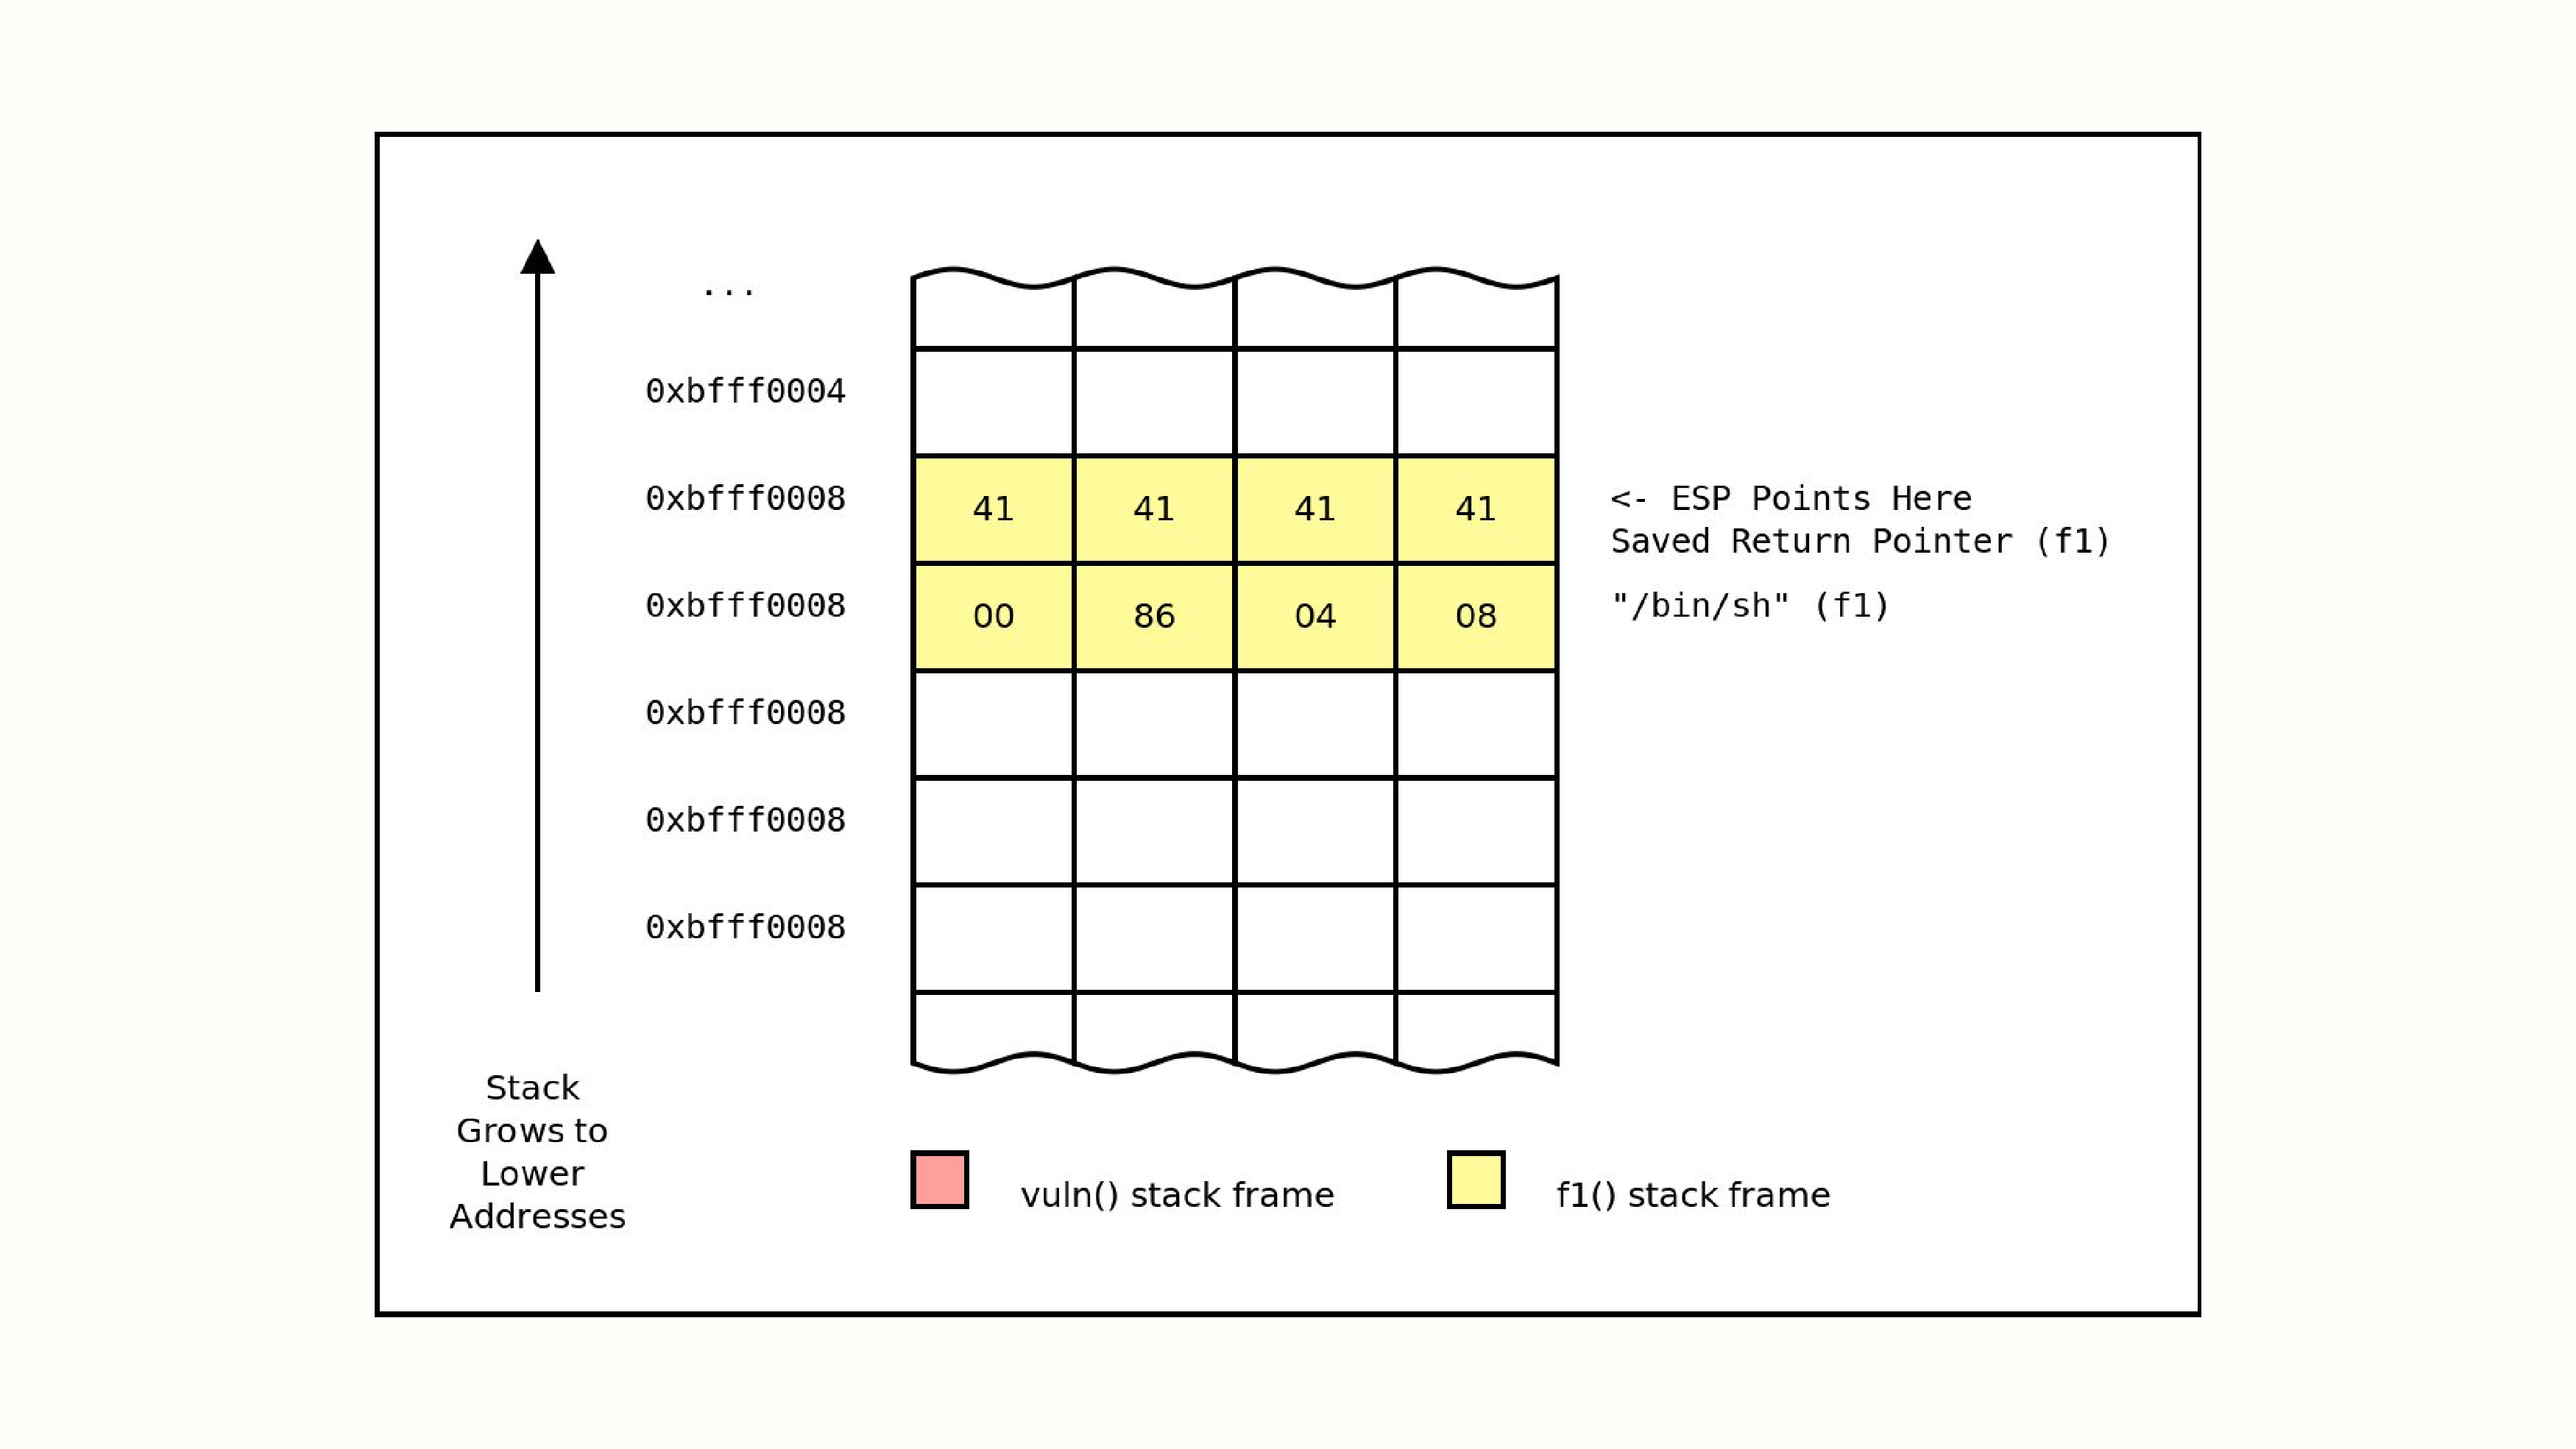 ...
0xbfff0004
0xbfff0008 41 41 41 41 <- ESP Points Here
Saved Return Pointer (f1)
0xbfff0008 00 86 04 08 "/bin/sh" (f1)
0xbfff0008
0xbfff0008
0xbfff0008
Stack
Grows to
Lower
Addresses
vuln() stack frame
f1() stack frame